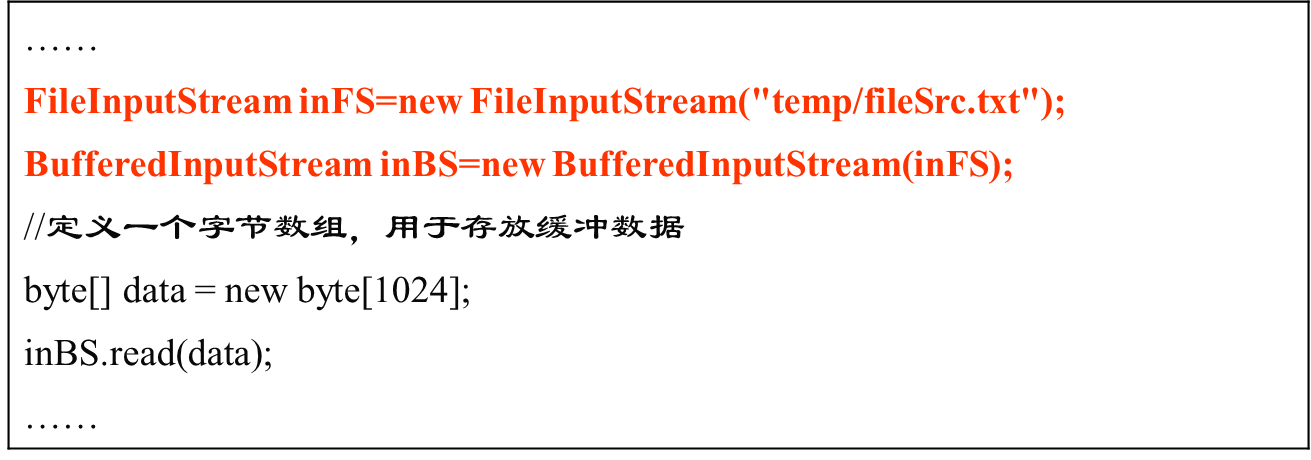 ……
FileInputStream inFS=new FileInputStream("temp/fileSrc.txt");
BufferedInputStream inBS=new BufferedInputStream(inFS);
//定义一个字节数组，用于存放缓冲数据
byte[] data = new byte[1024];
inBS.read(data);
……